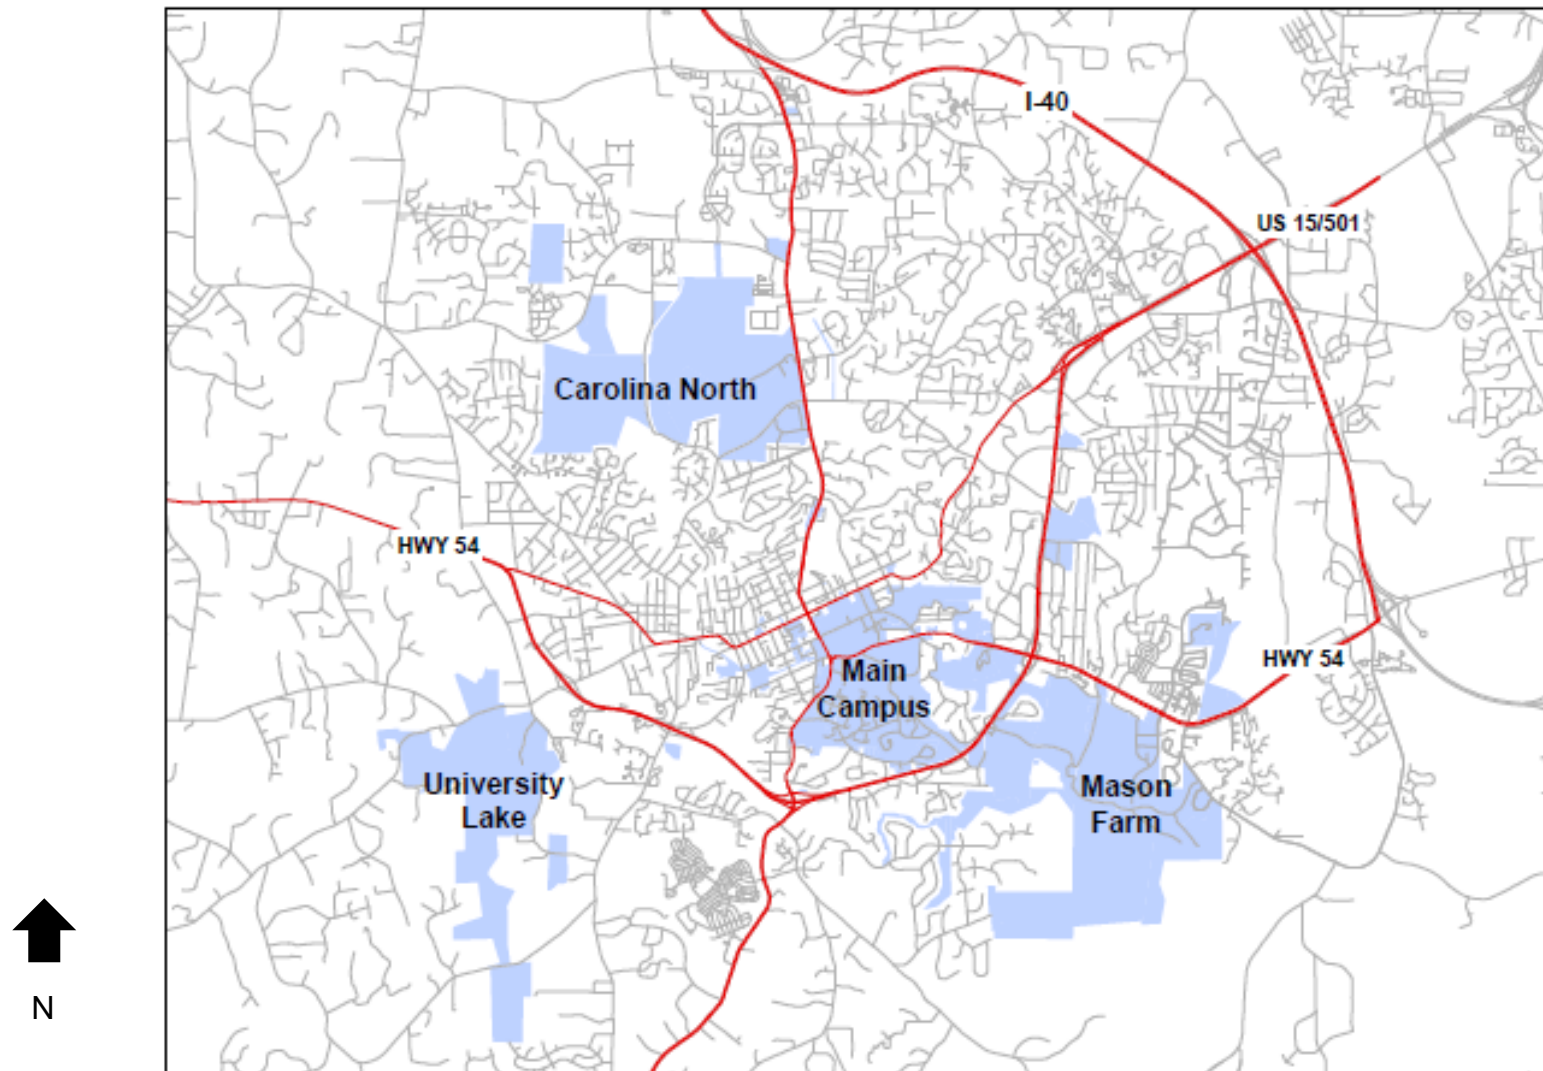 I-40
US 15/501
Carolina North
HWY 54
HWY 54
Main
Campus
University
Lake
Mason
Farm
N